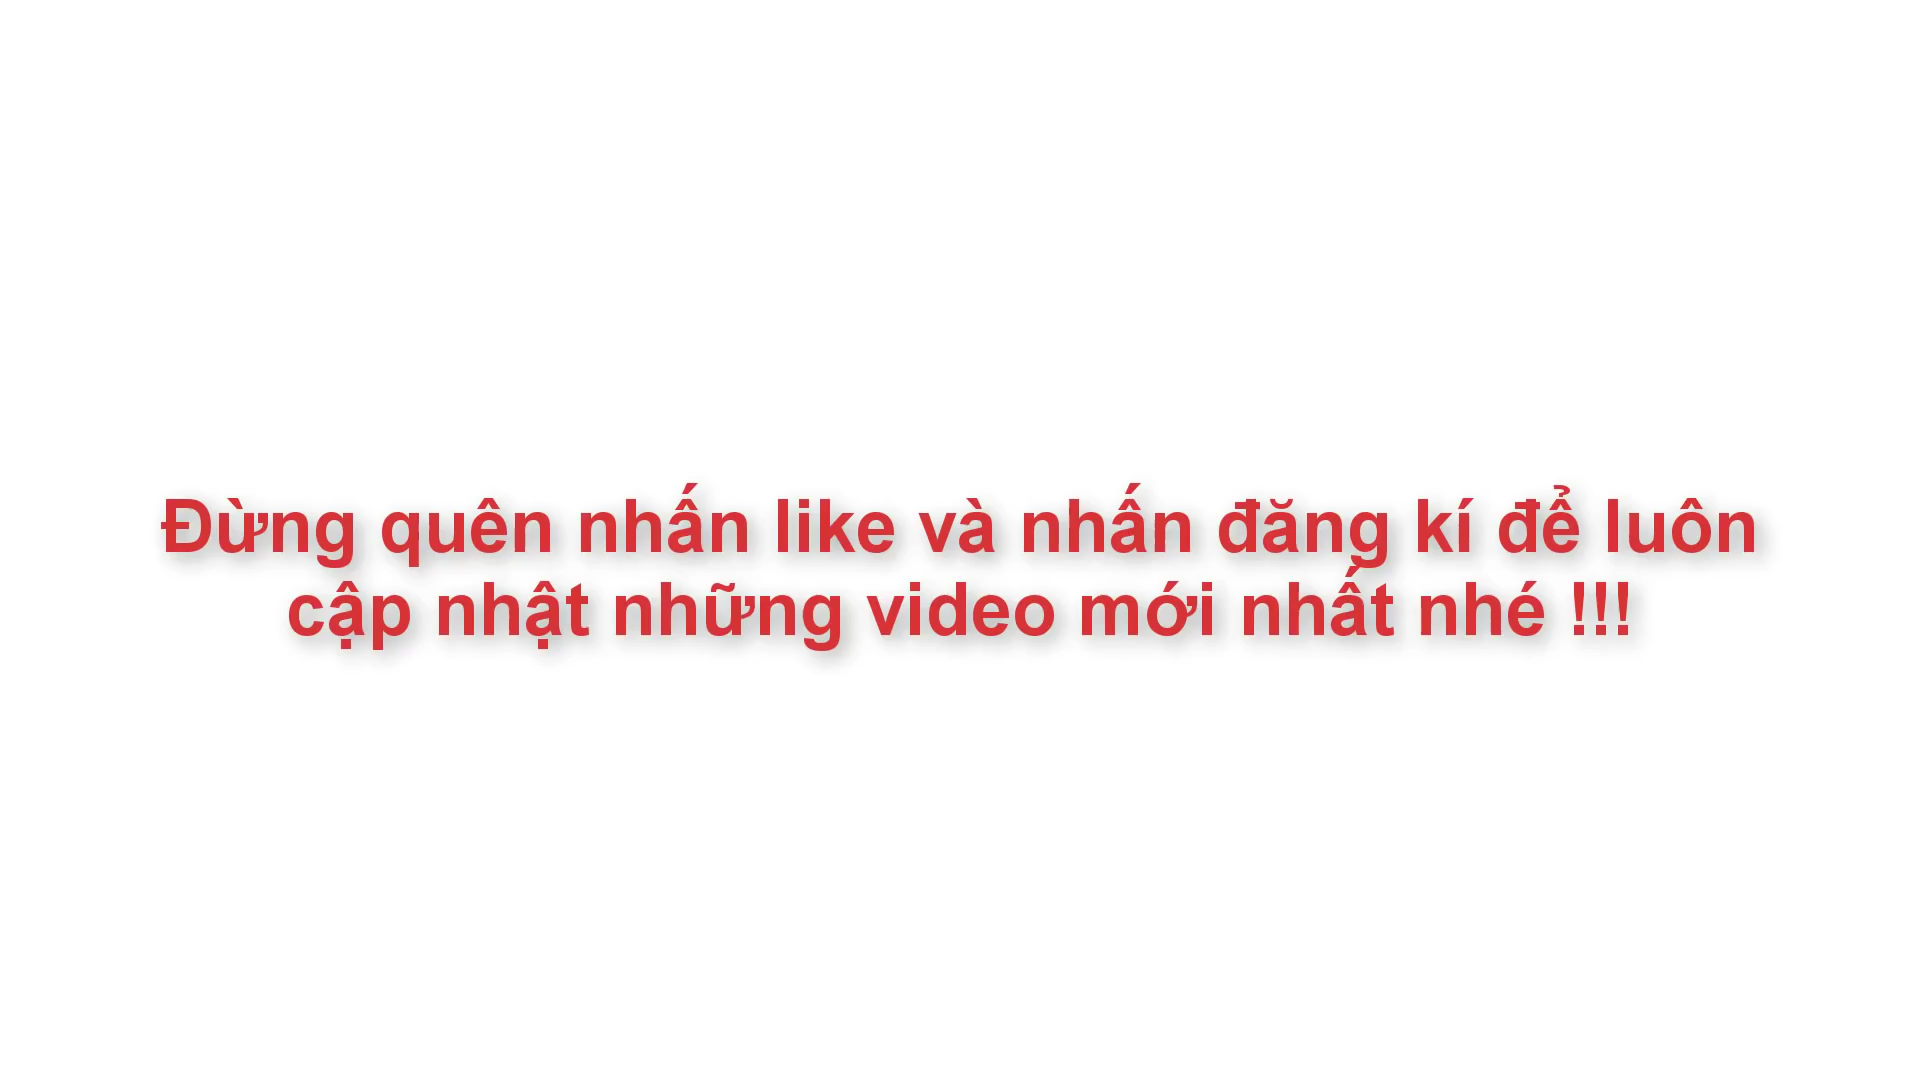 Đừng quên nhấn like và nhấn đăng kí để luôn
cập nhật những video mới nhất nhé !!!